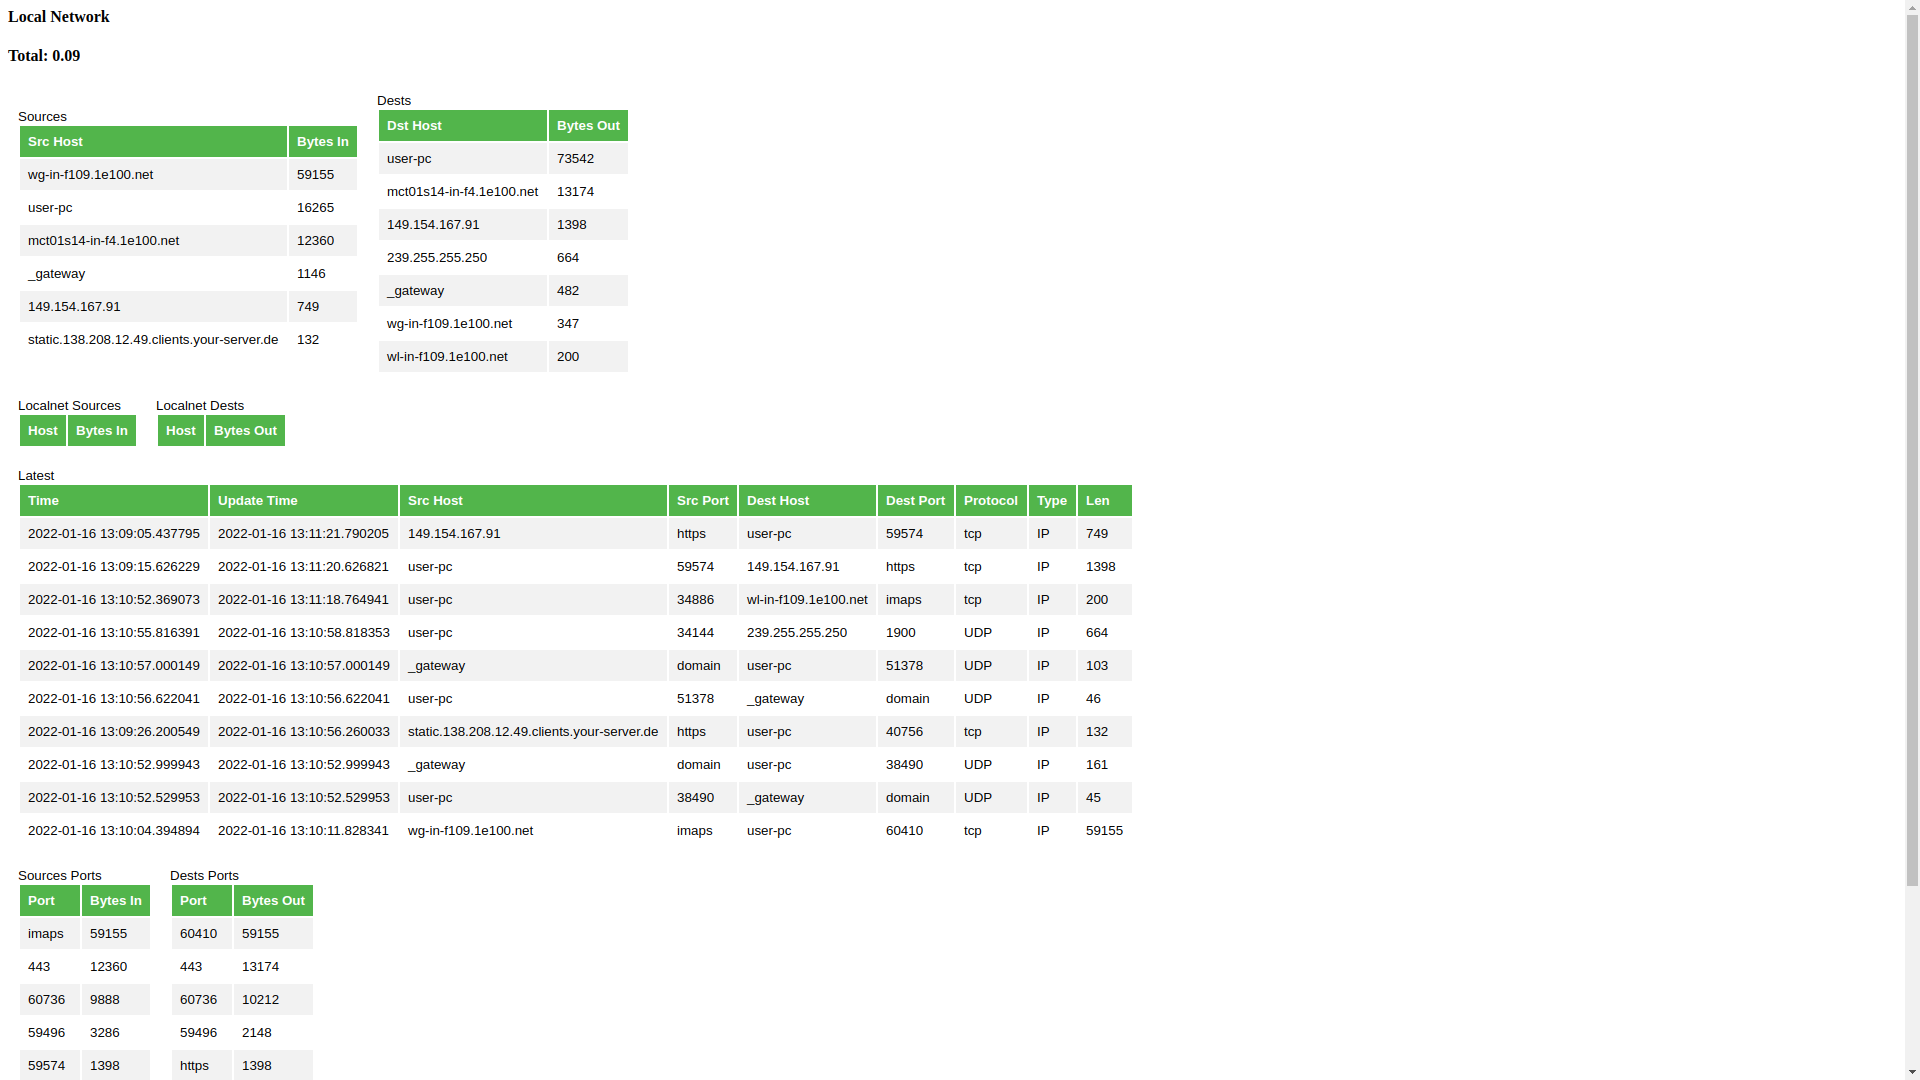 Local Network
Total: 0.09
Sources
Src Host Bytes In
wg-in-f109.1e100.net 59155
user-pc 16265
mct01s14-in-f4.1e100.net 12360
_gateway 1146
149.154.167.91 749
static.138.208.12.49.clients.your-server.de 132
Dests
Dst Host Bytes Out
user-pc 73542
mct01s14-in-f4.1e100.net 13174
149.154.167.91 1398
239.255.255.250 664
_gateway 482
wg-in-f109.1e100.net 347
wl-in-f109.1e100.net 200
Localnet Sources
Host Bytes In
Localnet Dests
Host Bytes Out
Latest
Time Update Time Src Host Src Port Dest Host Dest Port Protocol Type Len
2022-01-16 13:09:05.437795 2022-01-16 13:11:21.790205 149.154.167.91 https user-pc 59574 tcp IP 749
2022-01-16 13:09:15.626229 2022-01-16 13:11:20.626821 user-pc 59574 149.154.167.91 https tcp IP 1398
2022-01-16 13:10:52.369073 2022-01-16 13:11:18.764941 user-pc 34886 wl-in-f109.1e100.net imaps tcp IP 200
2022-01-16 13:10:55.816391 2022-01-16 13:10:58.818353 user-pc 34144 239.255.255.250 1900 UDP IP 664
2022-01-16 13:10:57.000149 2022-01-16 13:10:57.000149 _gateway domain user-pc 51378 UDP IP 103
2022-01-16 13:10:56.622041 2022-01-16 13:10:56.622041 user-pc 51378 _gateway domain UDP IP 46
2022-01-16 13:09:26.200549 2022-01-16 13:10:56.260033 static.138.208.12.49.clients.your-server.de https user-pc 40756 tcp IP 132
2022-01-16 13:10:52.999943 2022-01-16 13:10:52.999943 _gateway domain user-pc 38490 UDP IP 161
2022-01-16 13:10:52.529953 2022-01-16 13:10:52.529953 user-pc 38490 _gateway domain UDP IP 45
2022-01-16 13:10:04.394894 2022-01-16 13:10:11.828341 wg-in-f109.1e100.net imaps user-pc 60410 tcp IP 59155
Sources Ports
Port Bytes In
imaps 59155
443 12360
60736 9888
59496 3286
59574 1398
Dests Ports
Port Bytes Out
60410 59155
443 13174
60736 10212
59496 2148
https 1398